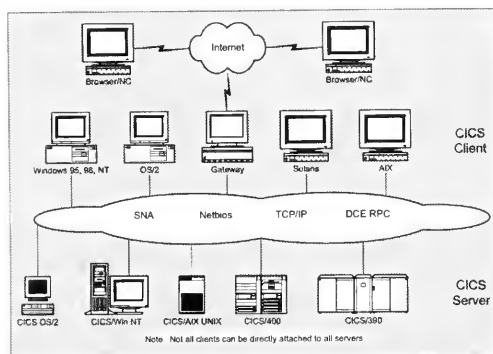 Internet
Browser/NC
Browser/NC
CICS
Client
Windows 95, 98, NT
OS/2
Gateway
Solaris
AIX
SNA
Netbios
TCP/IP
DCE RPC
CICS
Server
CICS OS/2
CICS/Win NT
CICS/AIX UNIX
CICS/400
CICS/390
Note Not all clients can be directly attached to all servers